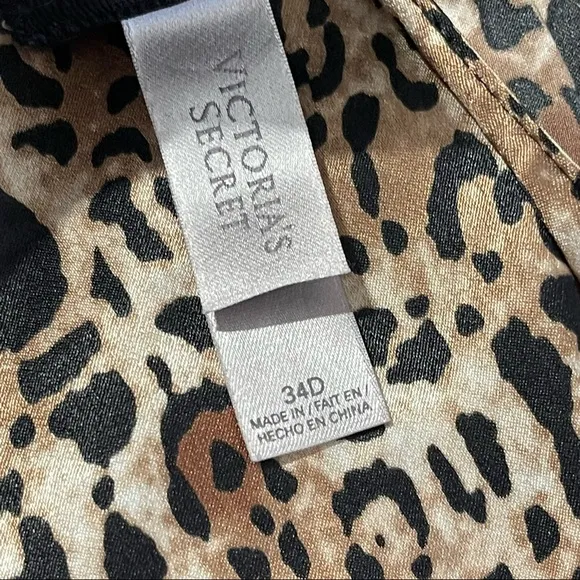 VICTORIA'S
SECRET
34D
MADE IN / FAIT EN /
HECHO EN CHINA